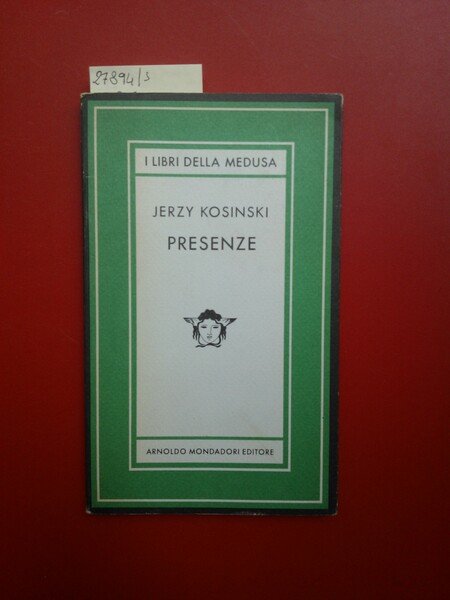 27894/3
I LIBRI DELLA MEDUSA
JERZY KOSINSKI
PRESENZE
ARNOLDO MONDADORI EDITORE